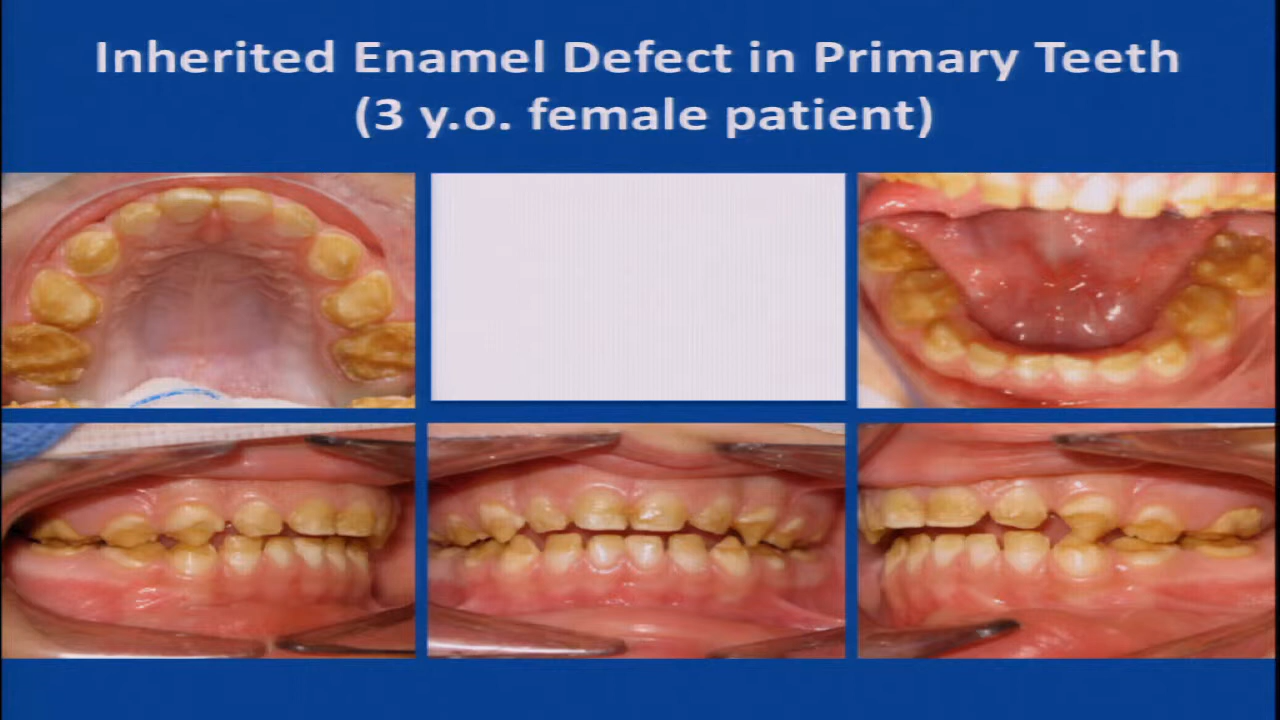 Inherited Enamel Defect in Primary Teeth
(3 y.o. female patient)